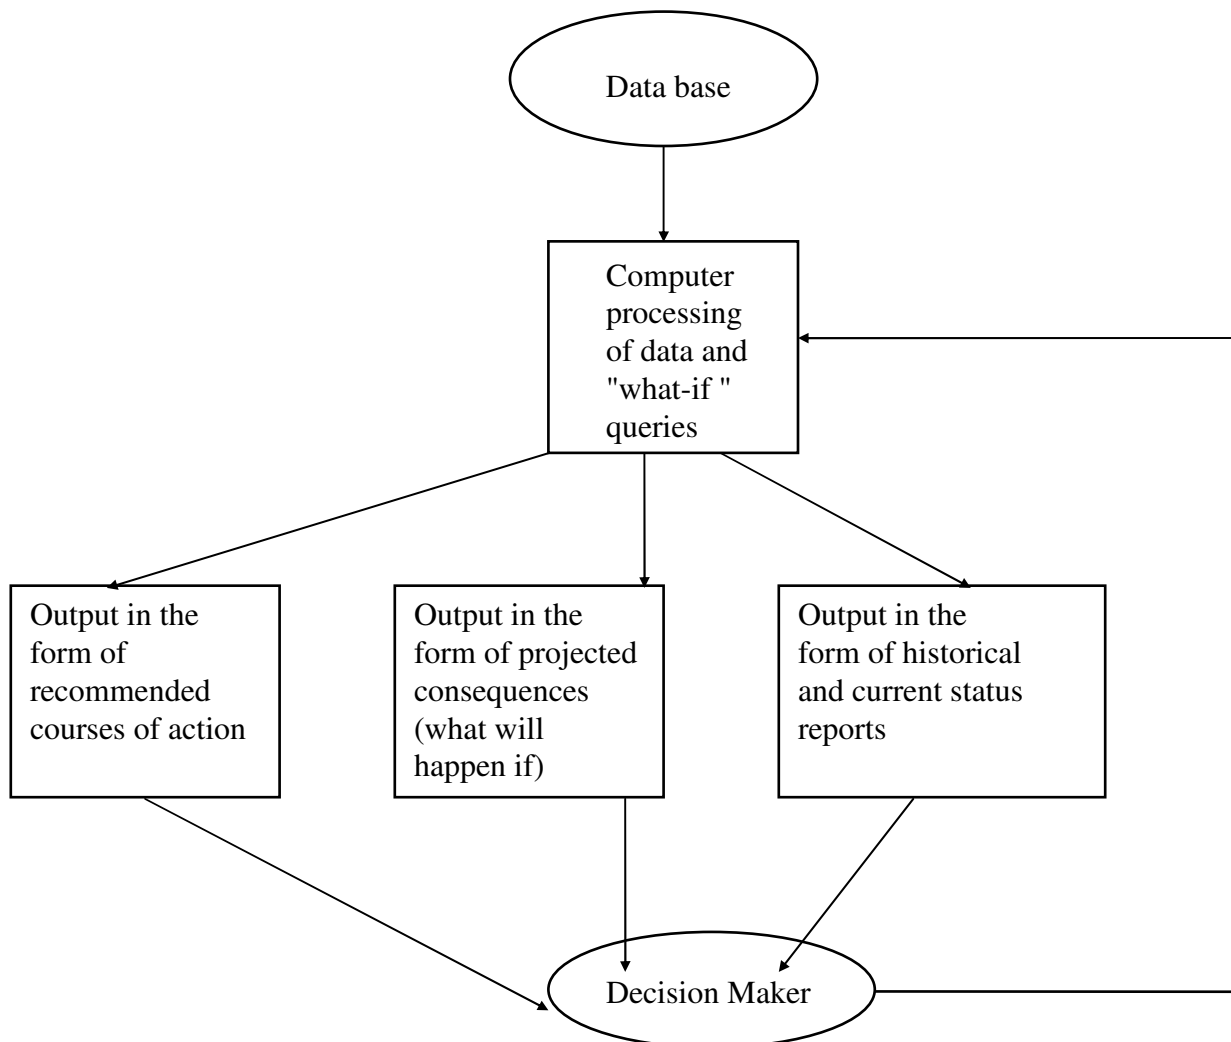 Data base
Computer
processing
of data and
"what-if "
queries
Output in the
form of
recommended
courses of action
Output in the
form of projected
consequences
(what will
happen if)
Output in the
form of historical
and current status
reports
Decision Maker